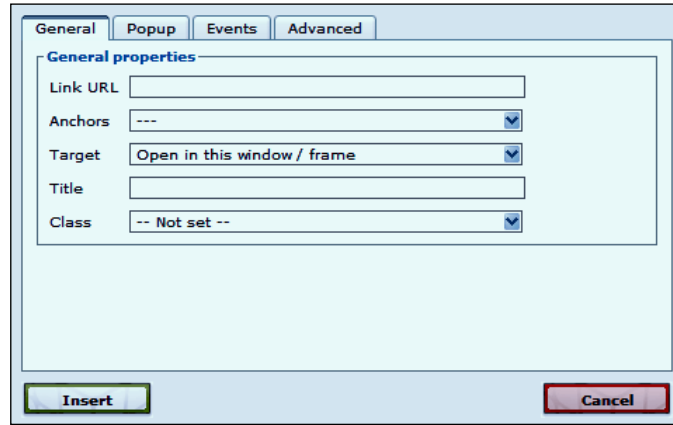 General Popup Events Advanced
General properties
Link URL
Anchors ---
Target Open in this window / frame
Title
Class -- Not set --
Insert Cancel